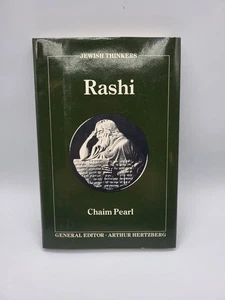 JEWISH THINKERS
Rashi
Chaim Pearl
GENERAL EDITOR · ARTHUR HERTZBERG